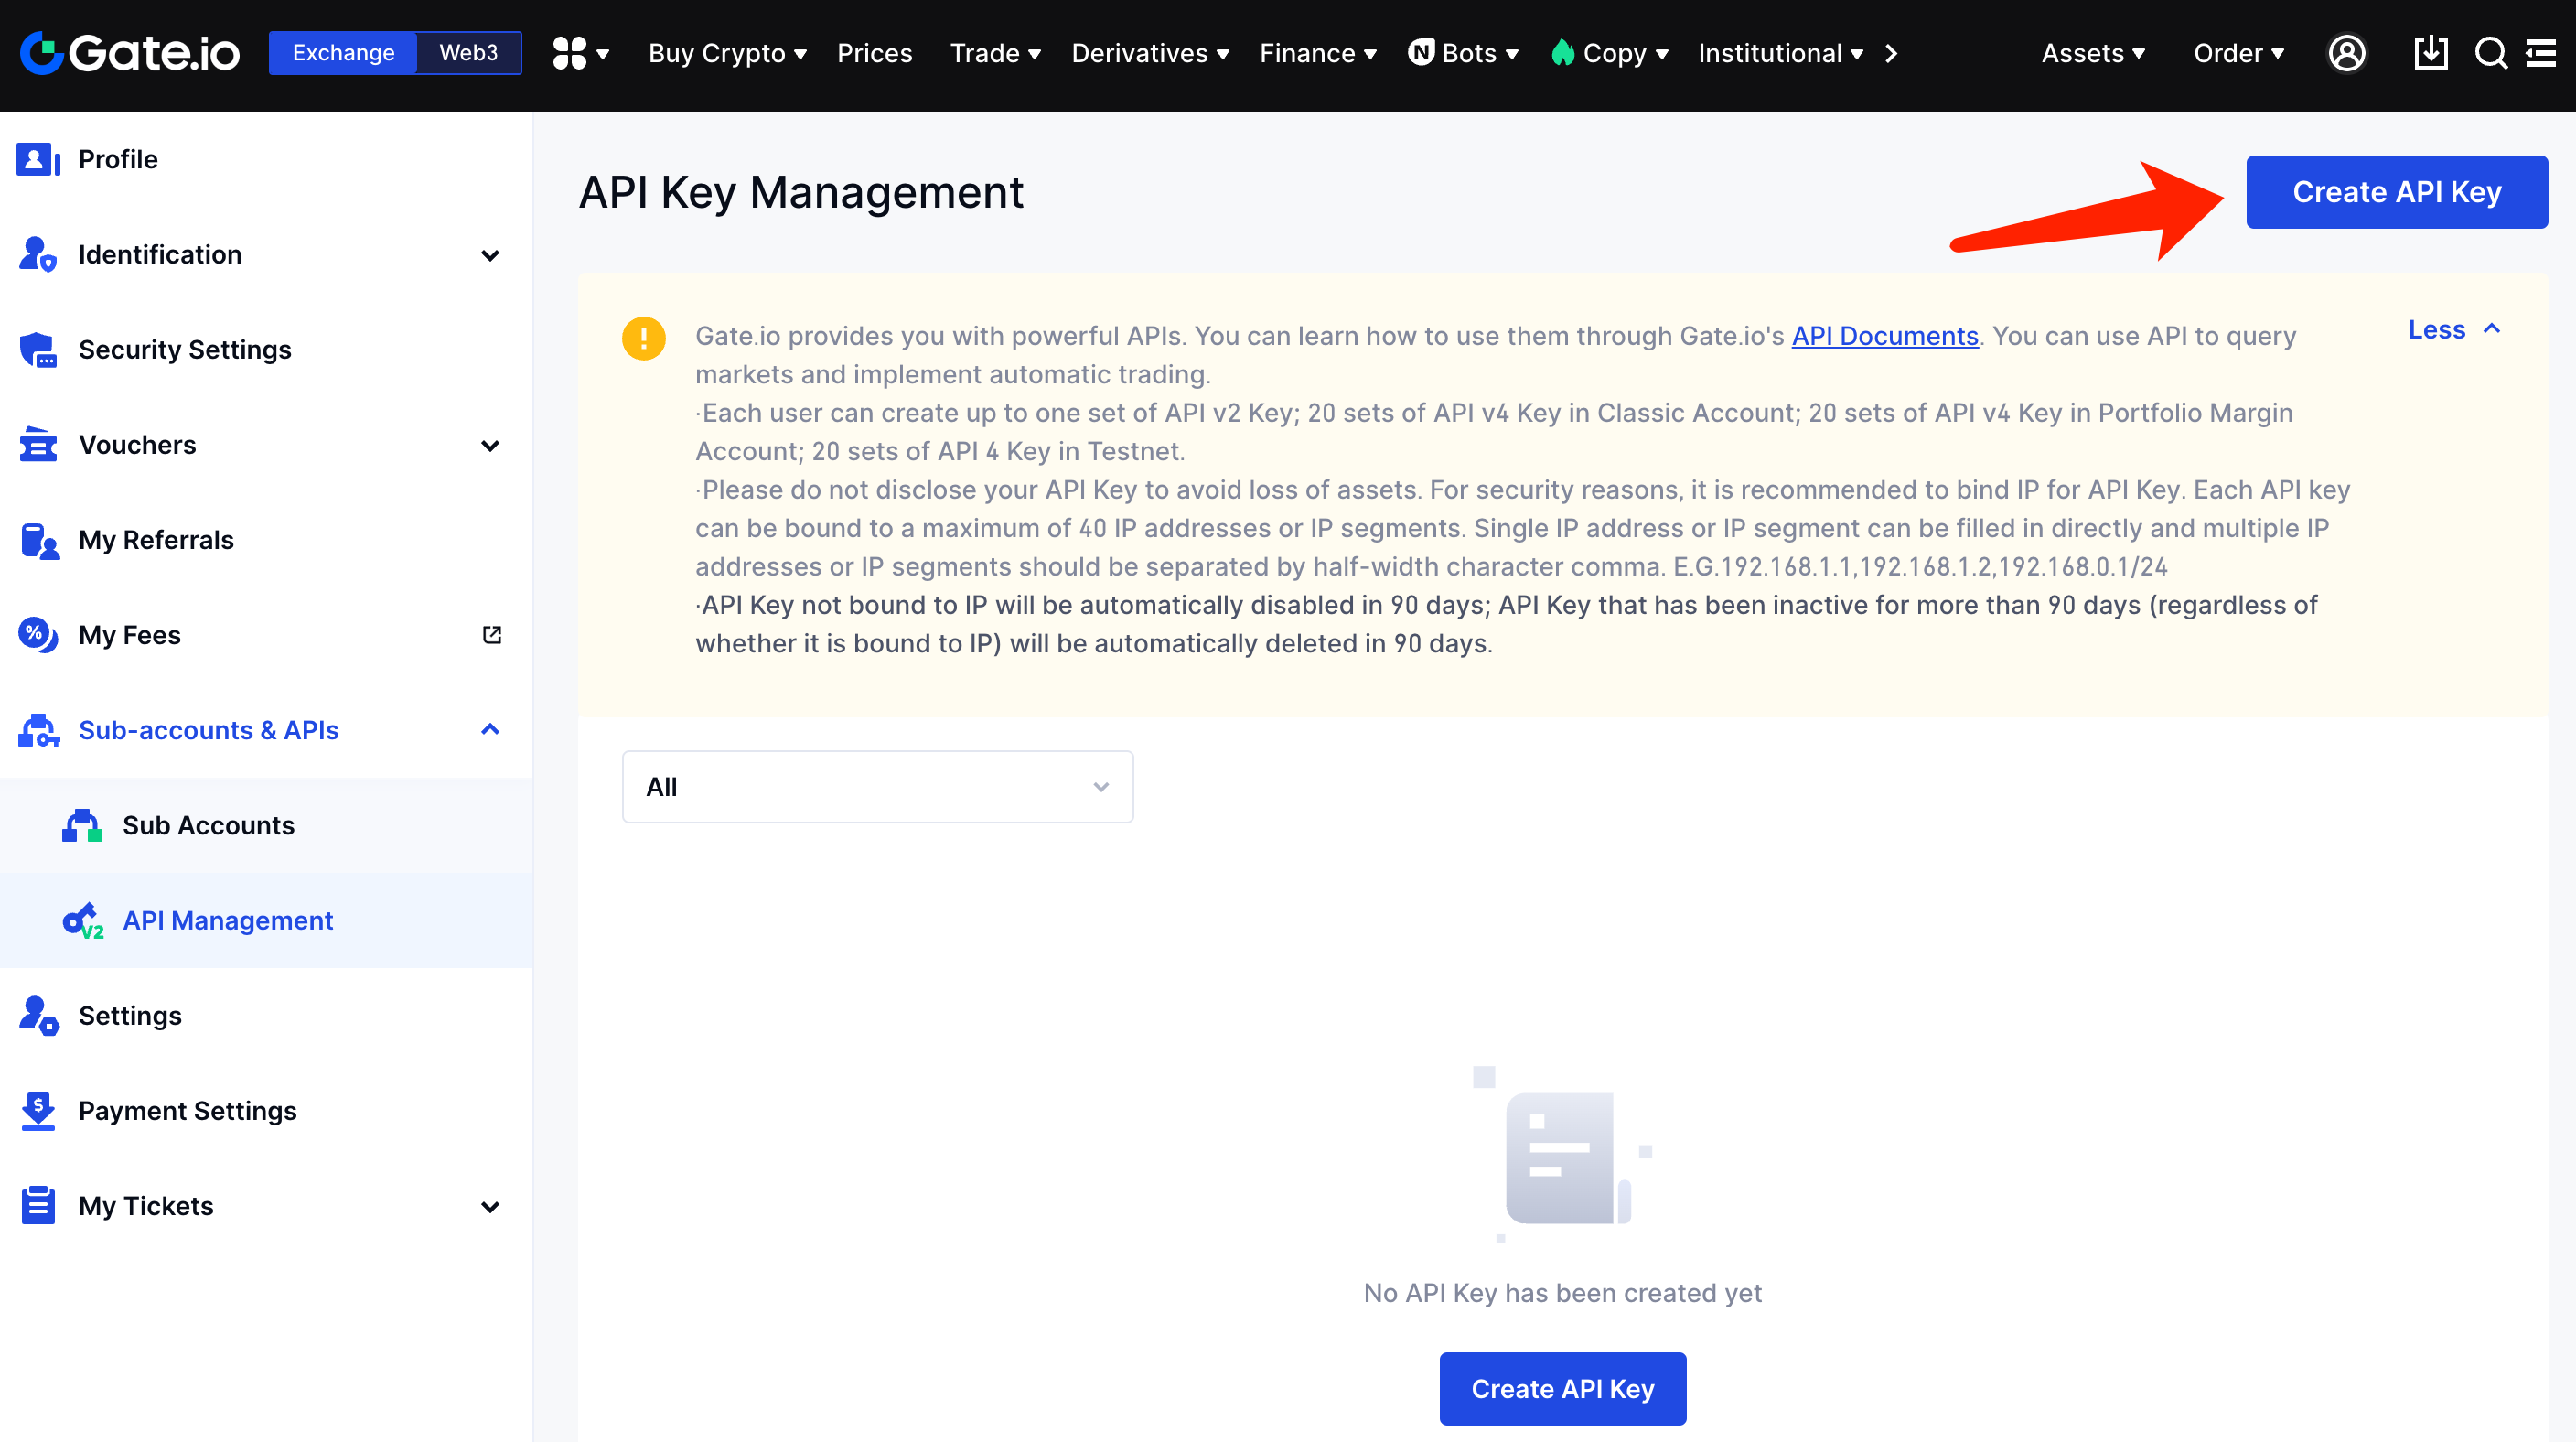 Gate.io
Exchange
Web3
Buy Crypto
Prices
Trade
Derivatives
Finance
N
Bots
Copy
Institutional
Assets
Order
Profile
Identification
Security Settings
Vouchers
My Referrals
%
My Fees
Sub-accounts & APIs
Sub Accounts
V2
API Management
Settings
$
Payment Settings
My Tickets
API Key Management
Create API Key
!
Gate.io provides you with powerful APIs. You can learn how to use them through Gate.io's API Documents. You can use API to query
markets and implement automatic trading.
·Each user can create up to one set of API v2 Key; 20 sets of API v4 Key in Classic Account; 20 sets of API v4 Key in Portfolio Margin
Account; 20 sets of API 4 Key in Testnet.
·Please do not disclose your API Key to avoid loss of assets. For security reasons, it is recommended to bind IP for API Key. Each API key
can be bound to a maximum of 40 IP addresses or IP segments. Single IP address or IP segment can be filled in directly and multiple IP
addresses or IP segments should be separated by half-width character comma. E.G.192.168.1.1,192.168.1.2,192.168.0.1/24
·API Key not bound to IP will be automatically disabled in 90 days; API Key that has been inactive for more than 90 days (regardless of
whether it is bound to IP) will be automatically deleted in 90 days.
Less
All
No API Key has been created yet
Create API Key